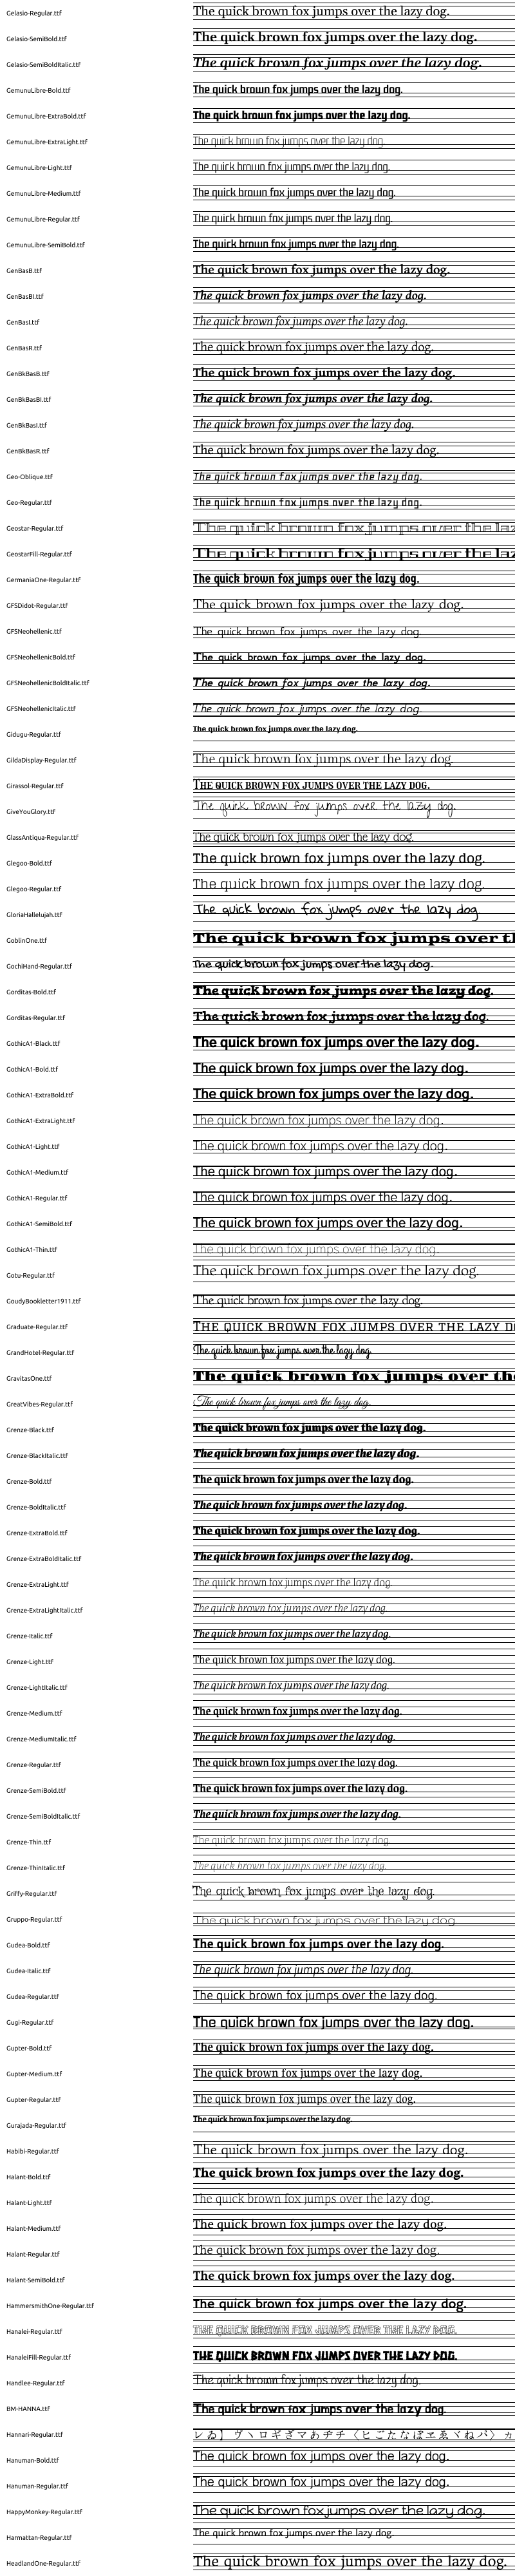 Gelasio-Regular.ttf The quick brown fox jumps over the lazy dog.
Gelasio-SemiBold.ttf The quick brown fox jumps over the lazy dog.
Gelasio-SemiBoldItalic.ttf The quick brown fox jumps over the lazy dog.
GemunuLibre-Bold.ttf The quick brown fox jumps over the lazy dog.
GemunuLibre-ExtraBold.ttf The quick brown fox jumps over the lazy dog.
GemunuLibre-ExtraLight.ttf The quick brown fox jumps over the lazy dog.
GemunuLibre-Light.ttf The quick brown fox jumps over the lazy dog.
GemunuLibre-Medium.ttf The quick brown fox jumps over the lazy dog.
GemunuLibre-Regular.ttf The quick brown fox jumps over the lazy dog.
GemunuLibre-SemiBold.ttf The quick brown fox jumps over the lazy dog.
GenBasB.ttf The quick brown fox jumps over the lazy dog.
GenBasBI.ttf The quick brown fox jumps over the lazy dog.
GenBasI.ttf The quick brown fox jumps over the lazy dog.
GenBasR.ttf The quick brown fox jumps over the lazy dog.
GenBkBasB.ttf The quick brown fox jumps over the lazy dog.
GenBkBasBI.ttf The quick brown fox jumps over the lazy dog.
GenBkBasI.ttf The quick brown fox jumps over the lazy dog.
GenBkBasR.ttf The quick brown fox jumps over the lazy dog.
Geo-Oblique.ttf The quick brown fox jumps over the lazy dog.
Geo-Regular.ttf The quick brown fox jumps over the lazy dog.
Geostar-Regular.ttf The quick brown fox jumps over the laz
GeostarFill-Regular.ttf The quick brown fox jumps over the laz
GermaniaOne-Regular.ttf The quick brown fox jumps over the lazy dog.
GFSDidot-Regular.ttf The quick brown fox jumps over the lazy dog.
GFSNeohellenic.ttf The quick brown fox jumps over the lazy dog.
GFSNeohellenicBold.ttf The quick brown fox jumps over the lazy dog.
GFSNeohellenicBoldItalic.ttf The quick brown fox jumps over the lazy dog.
GFSNeohellenicItalic.ttf The quick brown fox jumps over the lazy dog.
Gidugu-Regular.ttf The quick brown fox jumps over the lazy dog.
GildaDisplay-Regular.ttf The quick brown fox jumps over the lazy dog.
Girassol-Regular.ttf THE QUICK BROWN FOX JUMPS OVER THE LAZY DOG.
GiveYouGlory.ttf The quick brown fox jumps over the lazy dog.
GlassAntiqua-Regular.ttf The quick brown fox jumps over the lazy dog.
Glegoo-Bold.ttf The quick brown fox jumps over the lazy dog.
Glegoo-Regular.ttf The quick brown fox jumps over the lazy dog.
GloriaHallelujah.ttf The quick brown fox jumps over the lazy dog.
GoblinOne.ttf The quick brown fox jumps over th
GochiHand-Regular.ttf The quick brown fox jumps over the lazy dog.
Gorditas-Bold.ttf The quick brown fox jumps over the lazy dog.
Gorditas-Regular.ttf The quick brown fox jumps over the lazy dog.
GothicA1-Black.ttf The quick brown fox jumps over the lazy dog.
GothicA1-Bold.ttf The quick brown fox jumps over the lazy dog.
GothicA1-ExtraBold.ttf The quick brown fox jumps over the lazy dog.
GothicA1-ExtraLight.ttf The quick brown fox jumps over the lazy dog.
GothicA1-Light.ttf The quick brown fox jumps over the lazy dog.
GothicA1-Medium.ttf The quick brown fox jumps over the lazy dog.
GothicA1-Regular.ttf The quick brown fox jumps over the lazy dog.
GothicA1-SemiBold.ttf The quick brown fox jumps over the lazy dog.
GothicA1-Thin.ttf The quick brown fox jumps over the lazy dog.
Gotu-Regular.ttf The quick brown fox jumps over the lazy dog.
GoudyBookletter1911.ttf The quick brown fox jumps over the lazy dog.
Graduate-Regular.ttf THE QUICK BROWN FOX JUMPS OVER THE LAZY D
GrandHotel-Regular.ttf The quick brown fox jumps over the lazy dog.
GravitasOne.ttf The quick brown fox jumps over th
GreatVibes-Regular.ttf The quick brown fox jumps over the lazy dog.
Grenze-Black.ttf The quick brown fox jumps over the lazy dog.
Grenze-BlackItalic.ttf The quick brown fox jumps over the lazy dog.
Grenze-Bold.ttf The quick brown fox jumps over the lazy dog.
Grenze-BoldItalic.ttf The quick brown fox jumps over the lazy dog.
Grenze-ExtraBold.ttf The quick brown fox jumps over the lazy dog.
Grenze-ExtraBoldItalic.ttf The quick brown fox jumps over the lazy dog.
Grenze-ExtraLight.ttf The quick brown fox jumps over the lazy dog.
Grenze-ExtraLightItalic.ttf The quick brown fox jumps over the lazy dog.
Grenze-Italic.ttf The quick brown fox jumps over the lazy dog.
Grenze-Light.ttf The quick brown fox jumps over the lazy dog.
Grenze-LightItalic.ttf The quick brown fox jumps over the lazy dog.
Grenze-Medium.ttf The quick brown fox jumps over the lazy dog.
Grenze-MediumItalic.ttf The quick brown fox jumps over the lazy dog.
Grenze-Regular.ttf The quick brown fox jumps over the lazy dog.
Grenze-SemiBold.ttf The quick brown fox jumps over the lazy dog.
Grenze-SemiBoldItalic.ttf The quick brown fox jumps over the lazy dog.
Grenze-Thin.ttf The quick brown fox jumps over the lazy dog.
Grenze-ThinItalic.ttf The quick brown fox jumps over the lazy dog.
Griffy-Regular.ttf The quick brown fox jumps over the lazy dog.
Gruppo-Regular.ttf The quick brown fox jumps over the lazy dog.
Gudea-Bold.ttf The quick brown fox jumps over the lazy dog.
Gudea-Italic.ttf The quick brown fox jumps over the lazy dog.
Gudea-Regular.ttf The quick brown fox jumps over the lazy dog.
Gugi-Regular.ttf The quick brown fox jumps over the lazy dog.
Gupter-Bold.ttf The quick brown fox jumps over the lazy dog.
Gupter-Medium.ttf The quick brown fox jumps over the lazy dog.
Gupter-Regular.ttf The quick brown fox jumps over the lazy dog.
Gurajada-Regular.ttf The quick brown fox jumps over the lazy dog.
Habibi-Regular.ttf The quick brown fox jumps over the lazy dog.
Halant-Bold.ttf The quick brown fox jumps over the lazy dog.
Halant-Light.ttf The quick brown fox jumps over the lazy dog.
Halant-Medium.ttf The quick brown fox jumps over the lazy dog.
Halant-Regular.ttf The quick brown fox jumps over the lazy dog.
Halant-SemiBold.ttf The quick brown fox jumps over the lazy dog.
HammersmithOne-Regular.ttf The quick brown fox jumps over the lazy dog.
Hanalei-Regular.ttf THE QUICK BROWN FOX JUMPS OVER THE LAZY DOG.
HanaleiFill-Regular.ttf THE QUICK BROWN FOX JUMPS OVER THE LAZY DOG.
Handlee-Regular.ttf The quick brown fox jumps over the lazy dog.
BM-HANNA.ttf The quick brown fox jumps over the lazy dog.
Hannari-Regular.ttf レゐ】ヴヽロギざマあヂチ〈ヒごたなぼヱゑヾねパ〉カ
Hanuman-Bold.ttf The quick brown fox jumps over the lazy dog.
Hanuman-Regular.ttf The quick brown fox jumps over the lazy dog.
HappyMonkey-Regular.ttf The quick brown fox jumps over the lazy dog.
Harmattan-Regular.ttf The quick brown fox jumps over the lazy dog.
HeadlandOne-Regular.ttf The quick brown fox jumps over the lazy dog.